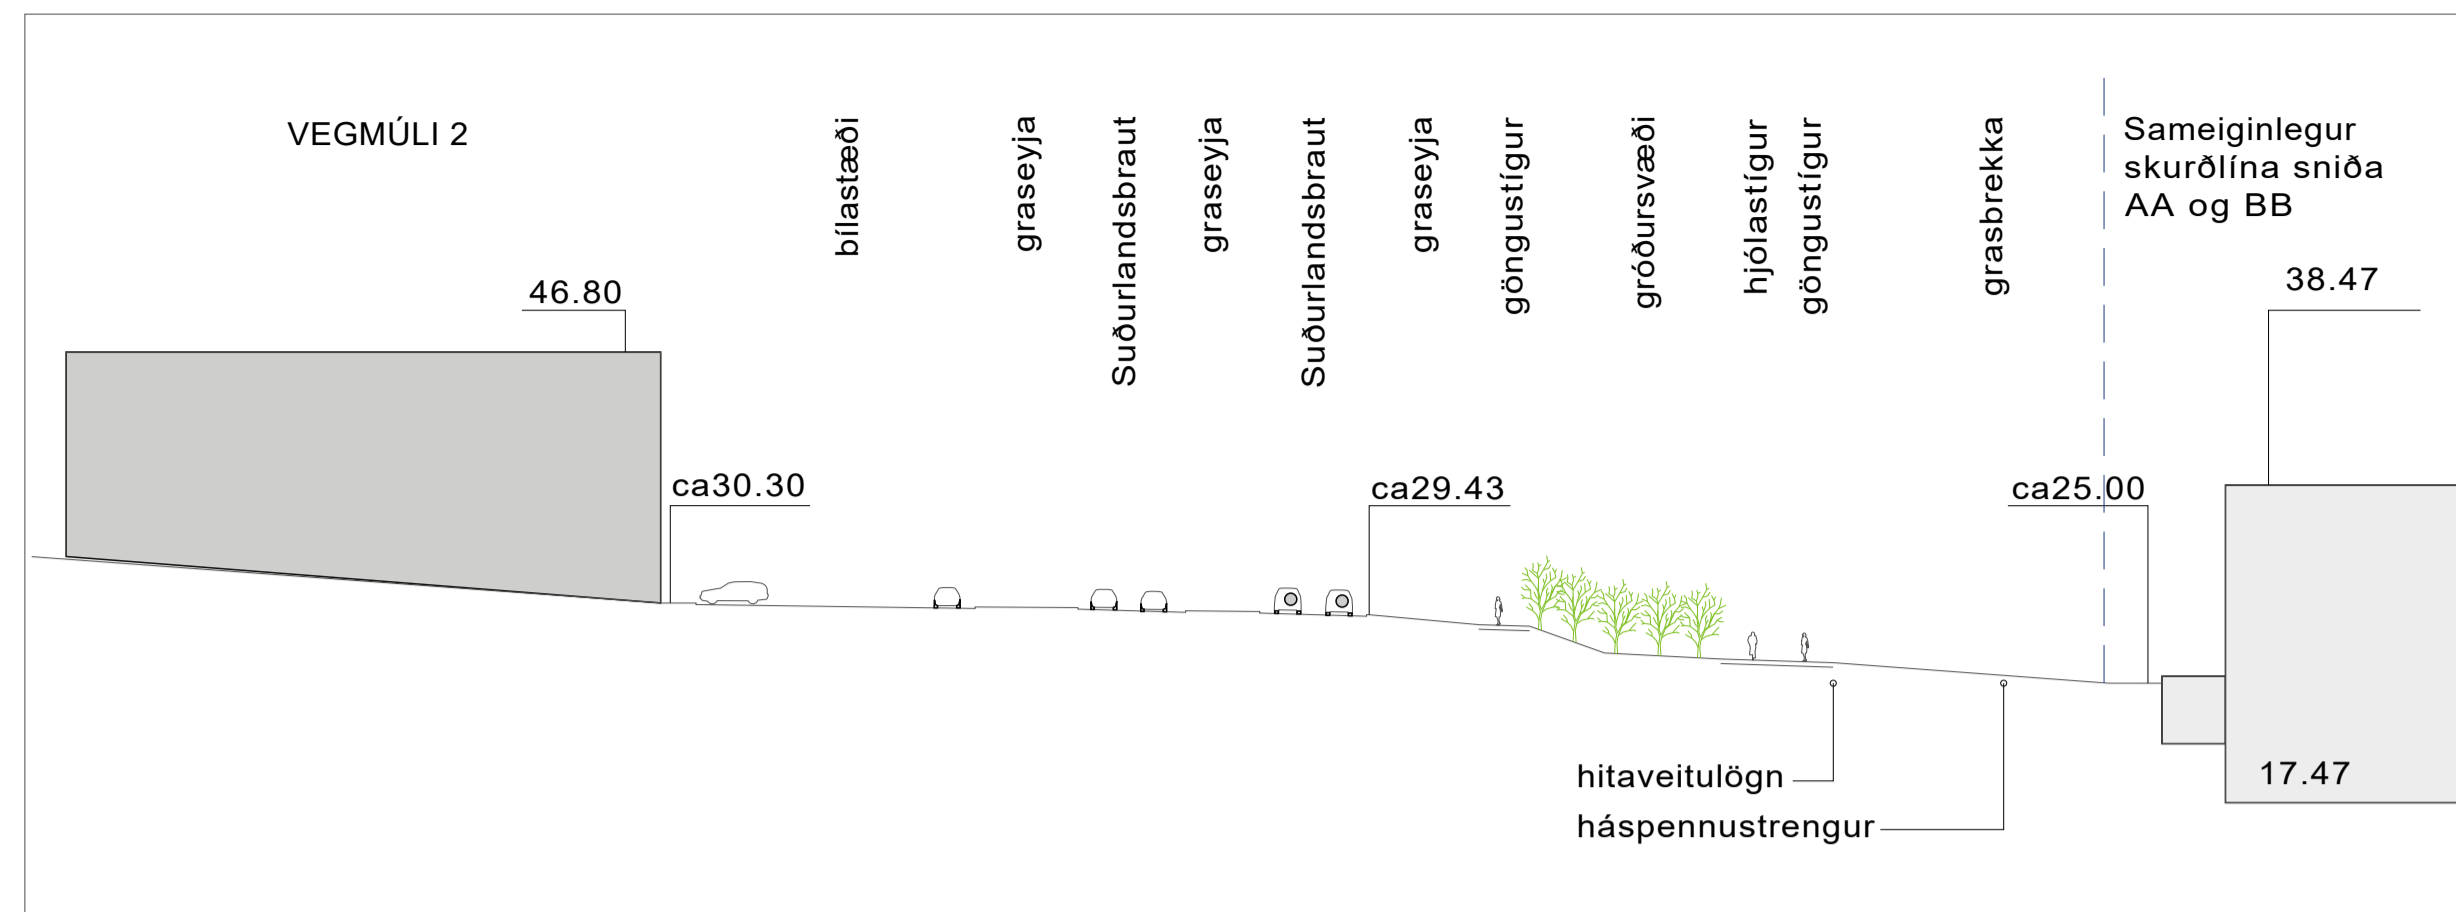 VEGMÚLI 2
bílastæði
graseyja
Suðurlandsbraut
graseyja
Suðurlandsbraut
graseyja
göngustígur
gróðursvæði
hjólastígur
göngustígur
grasbrekka
Sameiginlegur
skurðlína sniða
AA og BB
46.80
38.47
ca30.30
ca29.43
ca25.00
hitaveitulögn
17.47
háspennustrengur